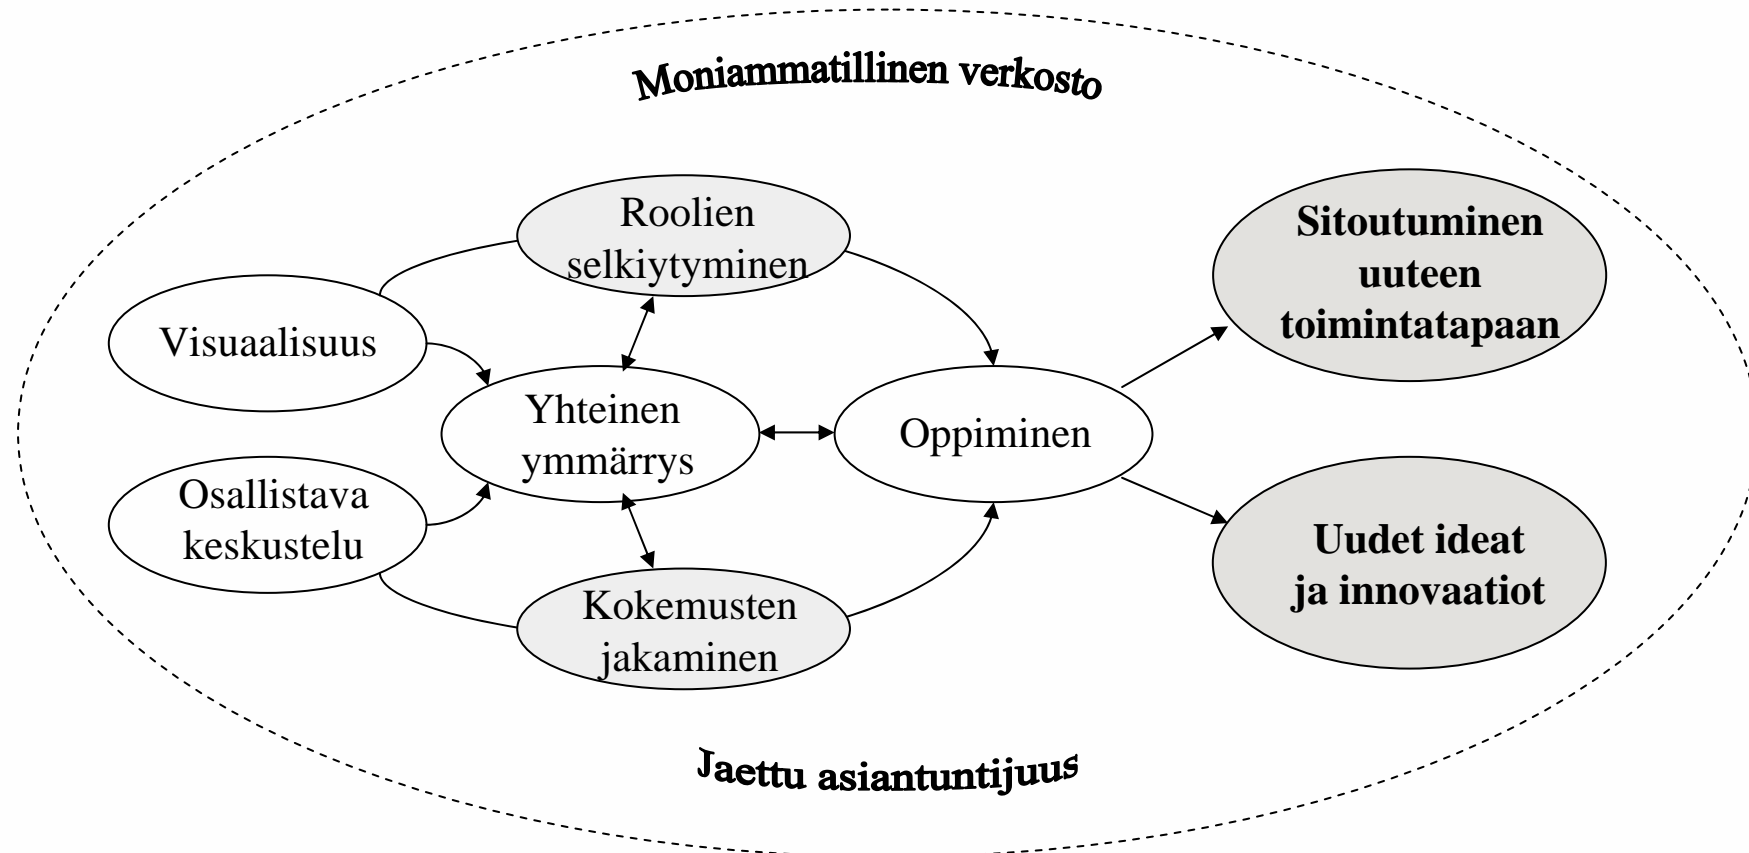 Moniammatillinen verkosto
Roolien
selkiytyminen
Sitoutuminen
uuteen
toimintatapaan
Visuaalisuus
Yhteinen
ymmärrys
Oppiminen
Osallistava
keskustelu
Uudet ideat
ja innovaatiot
Kokemusten
jakaminen
Jaettu asiantuntijuus